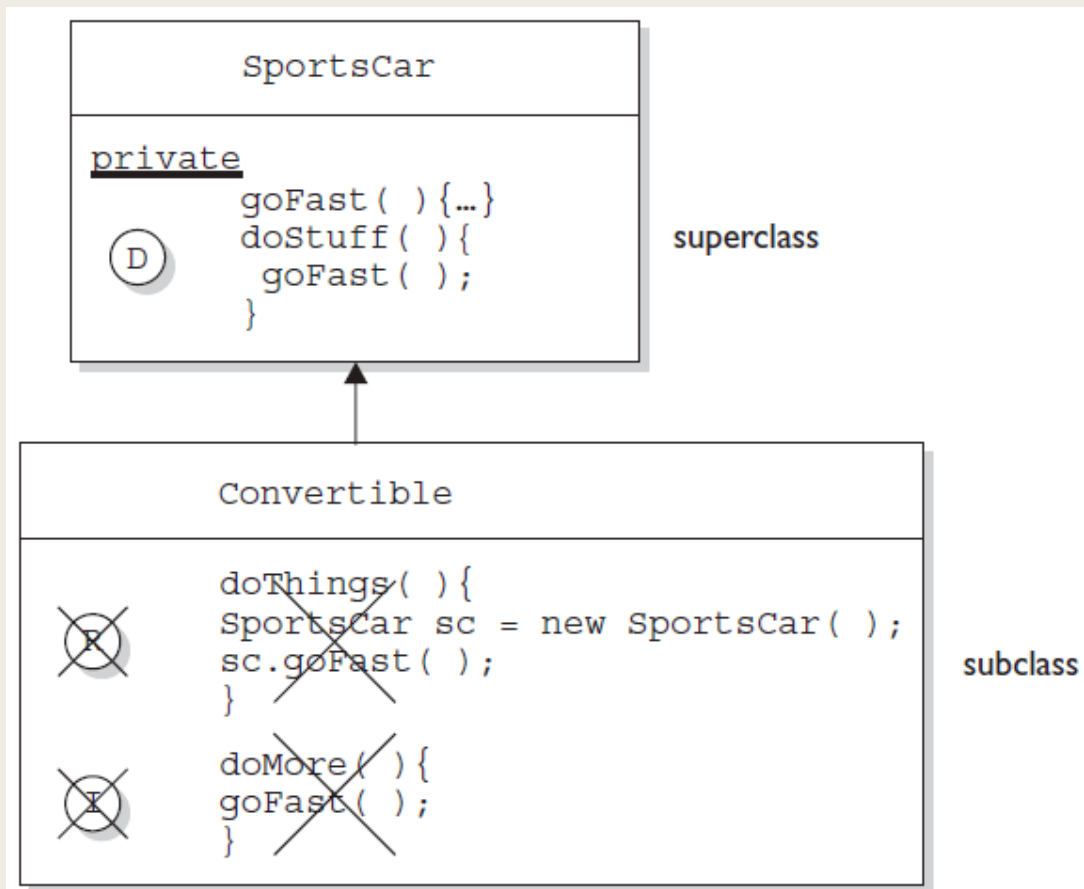 SportsCar
private
goFast( ){…}
doStuff( ){
goFast( );
}
D
superclass
Convertible
doThings( ){
SportsCar sc = new SportsCar( );
sc.goFast( );
}
R
subclass
doMore( ){
goFast( );
}
I